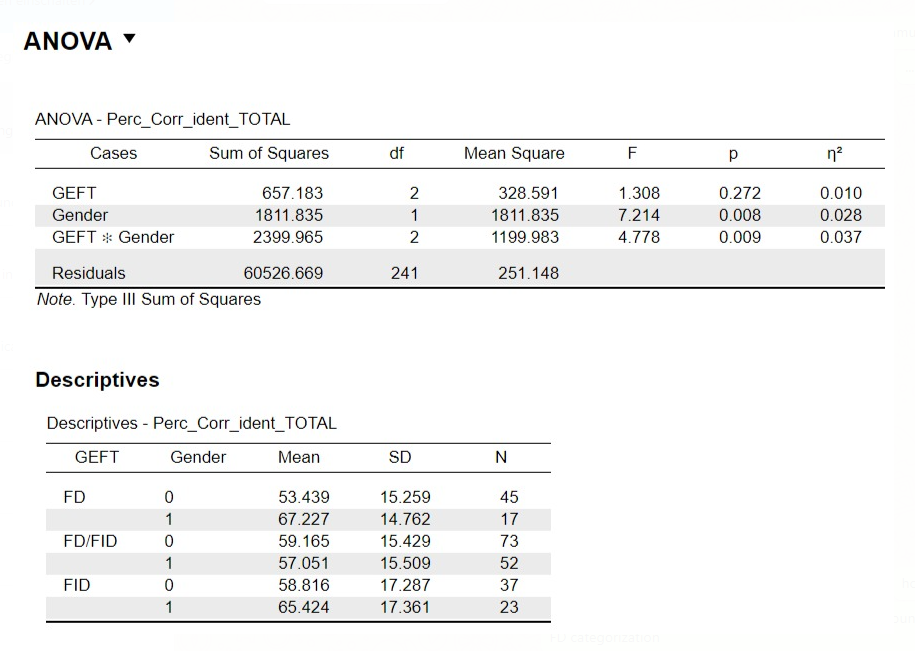 ANOVA ▼
ANOVA - Perc_Corr_ident_TOTAL
Cases Sum of Squares df Mean Square F p η²
GEFT 657.183 2 328.591 1.308 0.272 0.010
Gender 1811.835 1 1811.835 7.214 0.008 0.028
GEFT ✻ Gender 2399.965 2 1199.983 4.778 0.009 0.037
Residuals 60526.669 241 251.148
Note. Type III Sum of Squares
Descriptives
Descriptives - Perc_Corr_ident_TOTAL
GEFT Gender Mean SD N
FD 0 53.439 15.259 45
1 67.227 14.762 17
FD/FID 0 59.165 15.429 73
1 57.051 15.509 52
FID 0 58.816 17.287 37
1 65.424 17.361 23